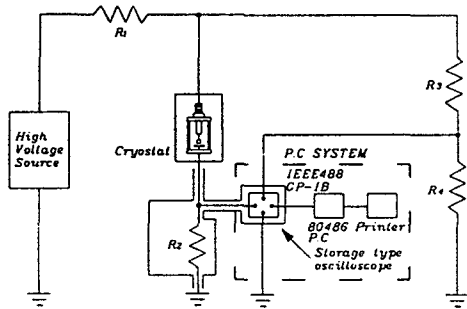 R1
High
Voltage
Source
Cryostat
R2
P.C SYSTEM
IEEE488
GP-IB
80486 Printer
P.C
Storage type
oscilloscope
R3
R4